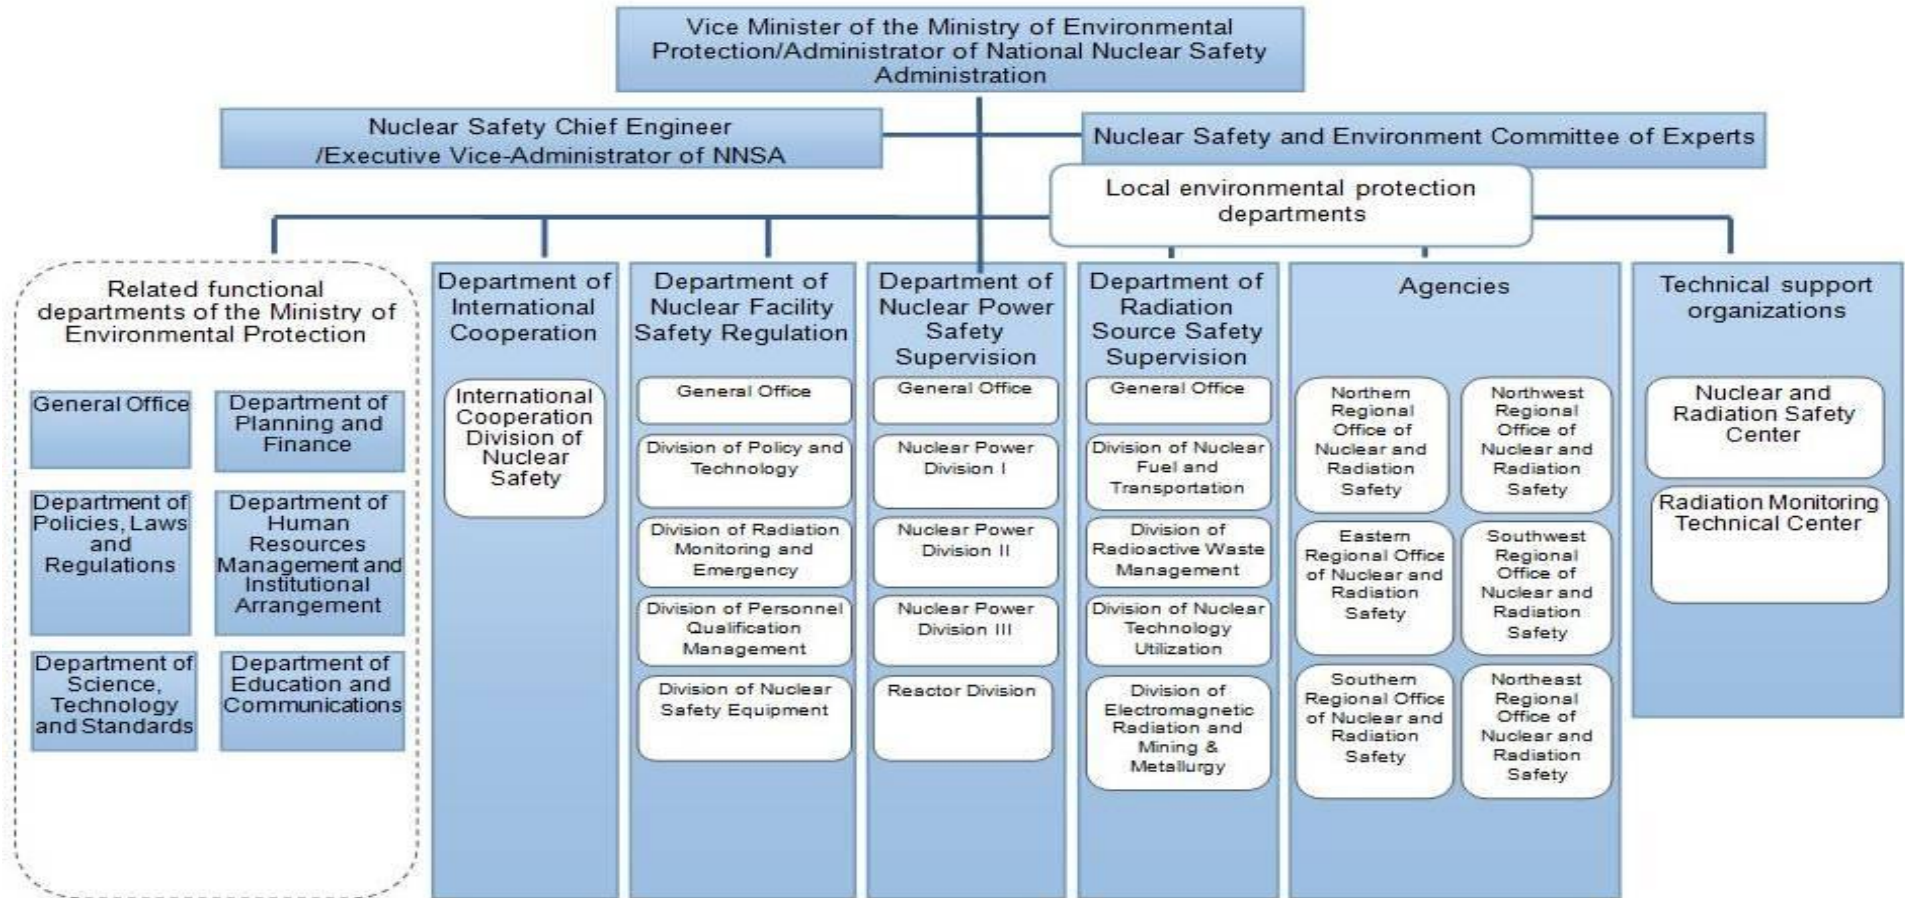 Vice Minister of the Ministry of Environmental
Protection/Administrator of National Nuclear Safety
Administration
Nuclear Safety Chief Engineer
/Executive Vice-Administrator of NNSA
Nuclear Safety and Environment Committee of Experts
Local environmental protection
departments
Related functional
departments of the Ministry of
Environmental Protection
General Office
Department of
Planning and
Finance
Department of
Policies, Laws
and
Regulations
Department of
Human
Resources
Management and
Institutional
Arrangement
Department of
Science,
Technology
and Standards
Department of
Education and
Communications
Department of
International
Cooperation
International
Cooperation
Division of
Nuclear
Safety
Department of
Nuclear Facility
Safety Regulation
General Office
Division of Policy and
Technology
Division of Radiation
Monitoring and
Emergency
Division of Personnel
Qualification
Management
Division of Nuclear
Safety Equipment
Department of
Nuclear Power
Safety
Supervision
General Office
Nuclear Power
Division I
Nuclear Power
Division II
Nuclear Power
Division III
Reactor Division
Department of
Radiation
Source Safety
Supervision
General Office
Division of Nuclear
Fuel and
Transportation
Division of
Radioactive Waste
Management
Division of Nuclear
Technology
Utilization
Division of
Electromagnetic
Radiation and
Mining &
Metallurgy
Agencies
Northern
Regional
Office of
Nuclear and
Radiation
Safety
Northwest
Regional
Office of
Nuclear and
Radiation
Safety
Eastern
Regional Office
of Nuclear and
Radiation
Safety
Southwest
Regional
Office of
Nuclear and
Radiation
Safety
Southern
Regional Office
of Nuclear and
Radiation
Safety
Northeast
Regional
Office of
Nuclear and
Radiation
Safety
Technical support
organizations
Nuclear and
Radiation Safety
Center
Radiation Monitoring
Technical Center